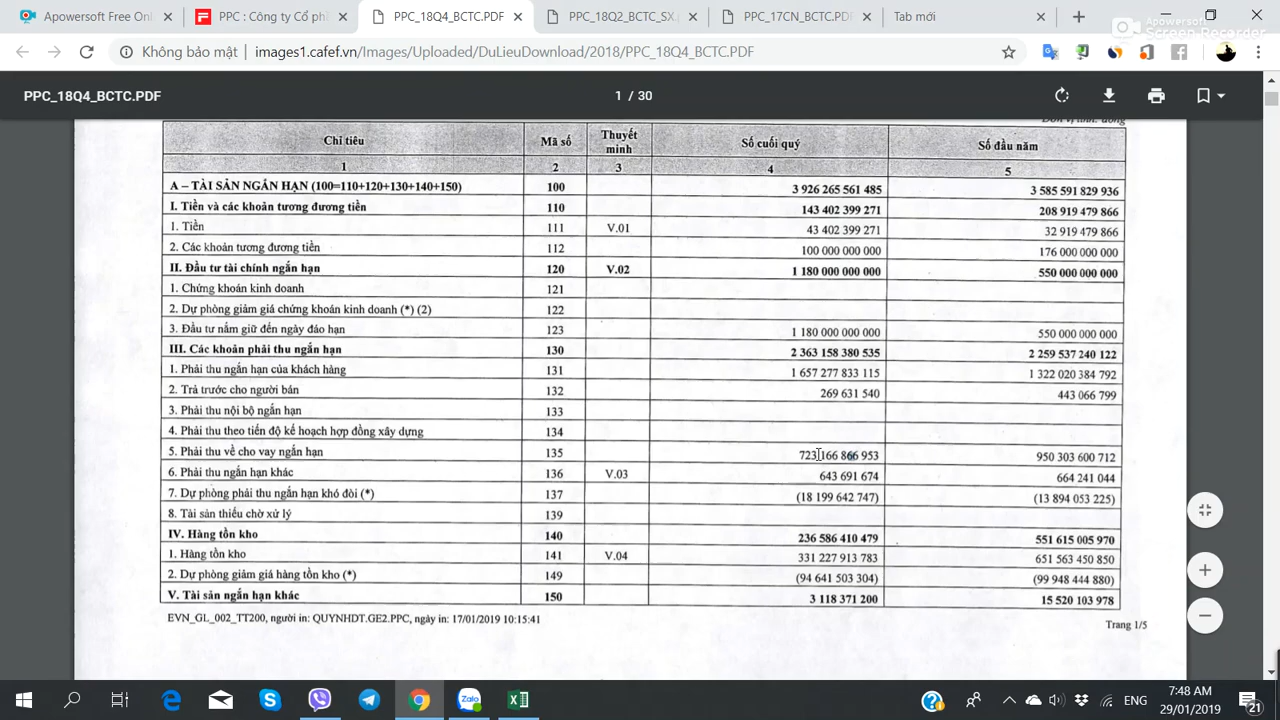 Apowersoft Free Onl
PPC : Công ty Cổ ph
PPC_18Q4_BCTC.PDF
PPC_18Q2_BCTC_SX.
PPC_17CN_BCTC.PDF
Tab mới
Apowersoft
Screen Recorder
Không bảo mật | images1.cafef.vn/Images/Uploaded/DuLieuDownload/2018/PPC_18Q4_BCTC.PDF
PPC_18Q4_BCTC.PDF 1 / 30
Đơn vị tính: đồng
Chỉ tiêu Mã số Thuyết minh Số cuối quý Số đầu năm
1 2 3 4 5
A – TÀI SẢN NGẮN HẠN (100=110+120+130+140+150) 100 3 926 265 561 485 3 585 591 829 936
I. Tiền và các khoản tương đương tiền 110 143 402 399 271 208 919 479 866
1. Tiền 111 V.01 43 402 399 271 32 919 479 866
2. Các khoản tương đương tiền 112 100 000 000 000 176 000 000 000
II. Đầu tư tài chính ngắn hạn 120 V.02 1 180 000 000 000 550 000 000 000
1. Chứng khoán kinh doanh 121
2. Dự phòng giảm giá chứng khoán kinh doanh (*) (2) 122
3. Đầu tư nắm giữ đến ngày đáo hạn 123 1 180 000 000 000 550 000 000 000
III. Các khoản phải thu ngắn hạn 130 2 363 158 380 535 2 259 537 240 122
1. Phải thu ngắn hạn của khách hàng 131 1 657 277 833 115 1 322 020 384 792
2. Trả trước cho người bán 132 269 631 540 443 066 799
3. Phải thu nội bộ ngắn hạn 133
4. Phải thu theo tiến độ kế hoạch hợp đồng xây dựng 134
5. Phải thu về cho vay ngắn hạn 135 723 166 866 953 950 303 600 712
6. Phải thu ngắn hạn khác 136 V.03 643 691 674 664 241 044
7. Dự phòng phải thu ngắn hạn khó đòi (*) 137 (18 199 642 747) (13 894 053 225)
8. Tài sản thiếu chờ xử lý 139
IV. Hàng tồn kho 140 236 586 410 479 551 615 005 970
1. Hàng tồn kho 141 V.04 331 227 913 783 651 563 450 850
2. Dự phòng giảm giá hàng tồn kho (*) 149 (94 641 503 304) (99 948 444 880)
V. Tài sản ngắn hạn khác 150 3 118 371 200 15 520 103 978
EVN_GL_002_TT200, người in: QUYNHDT.GE2.PPC, ngày in: 17/01/2019 10:15:41
Trang 1/5
ENG
7:48 AM
29/01/2019
21